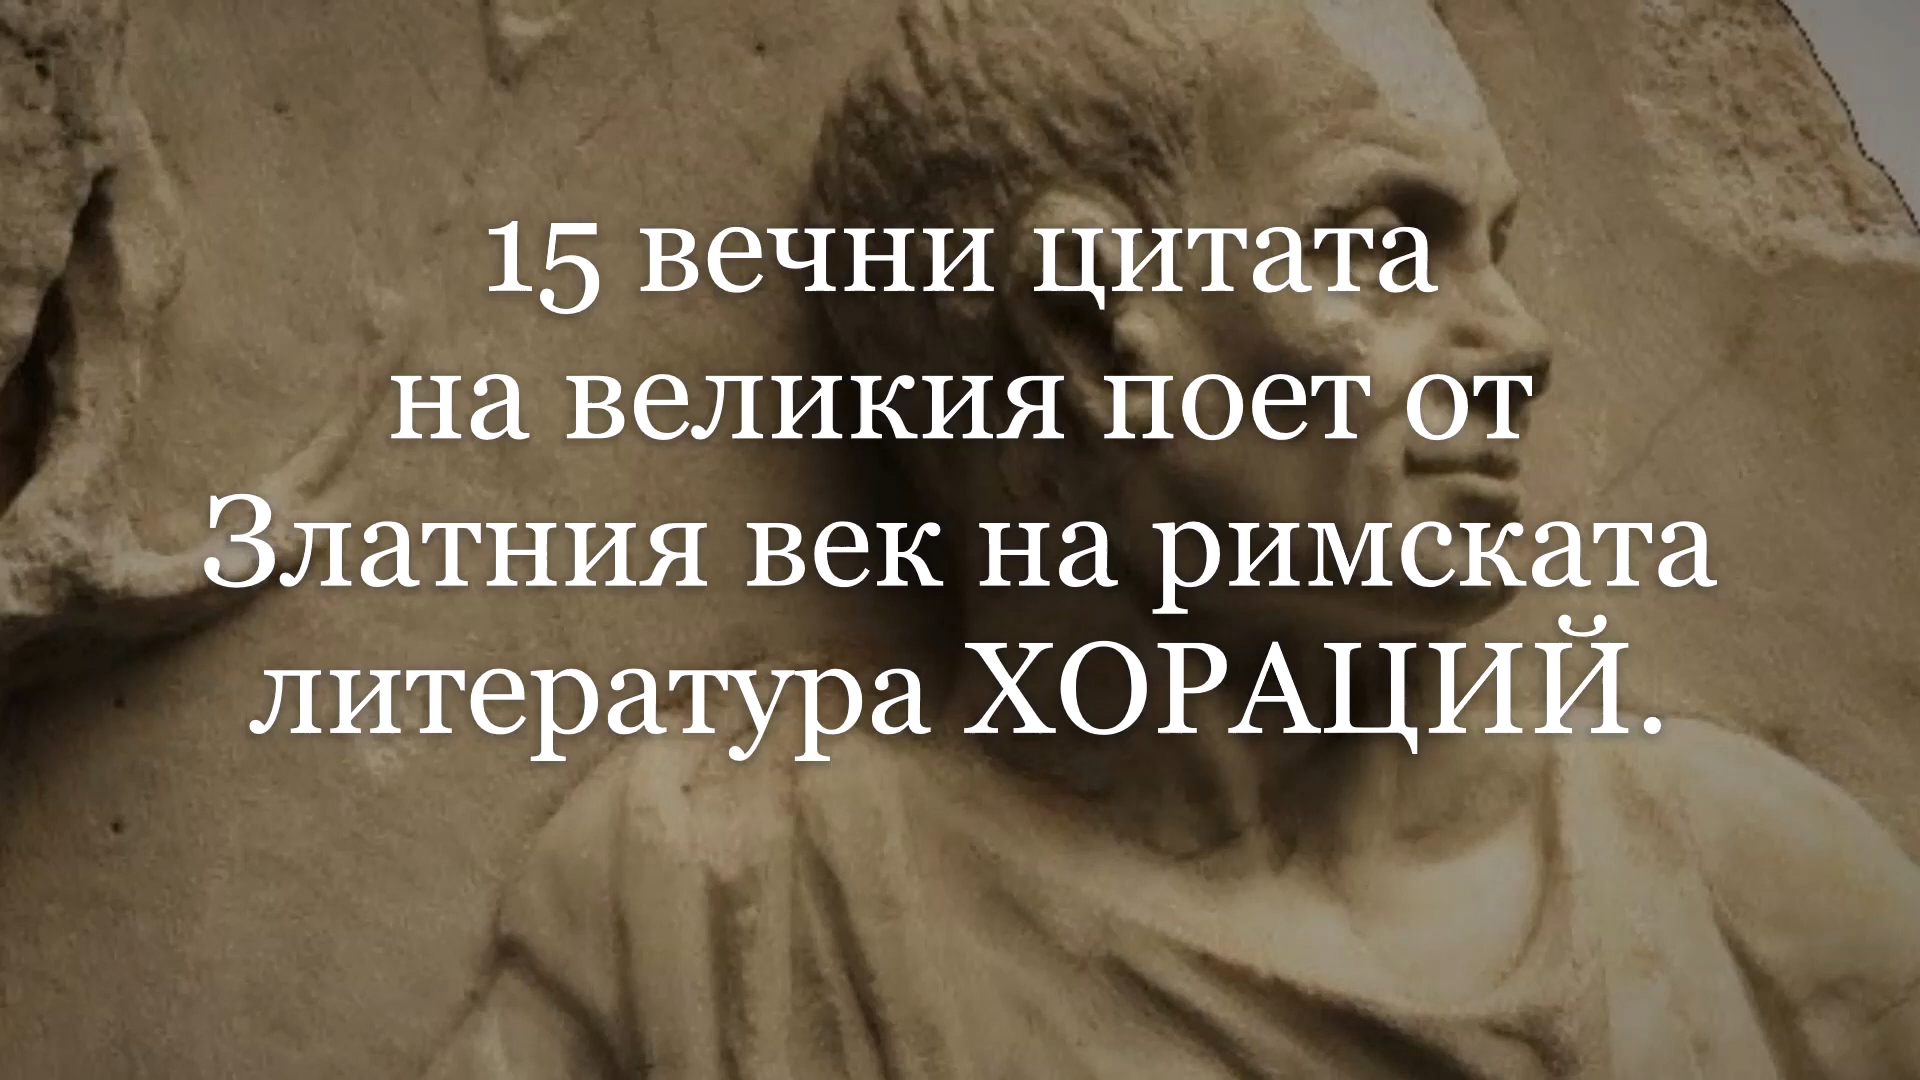 15 вечни цитата
на великия поет от
Златния век на римската
литература ХОРАЦИЙ.